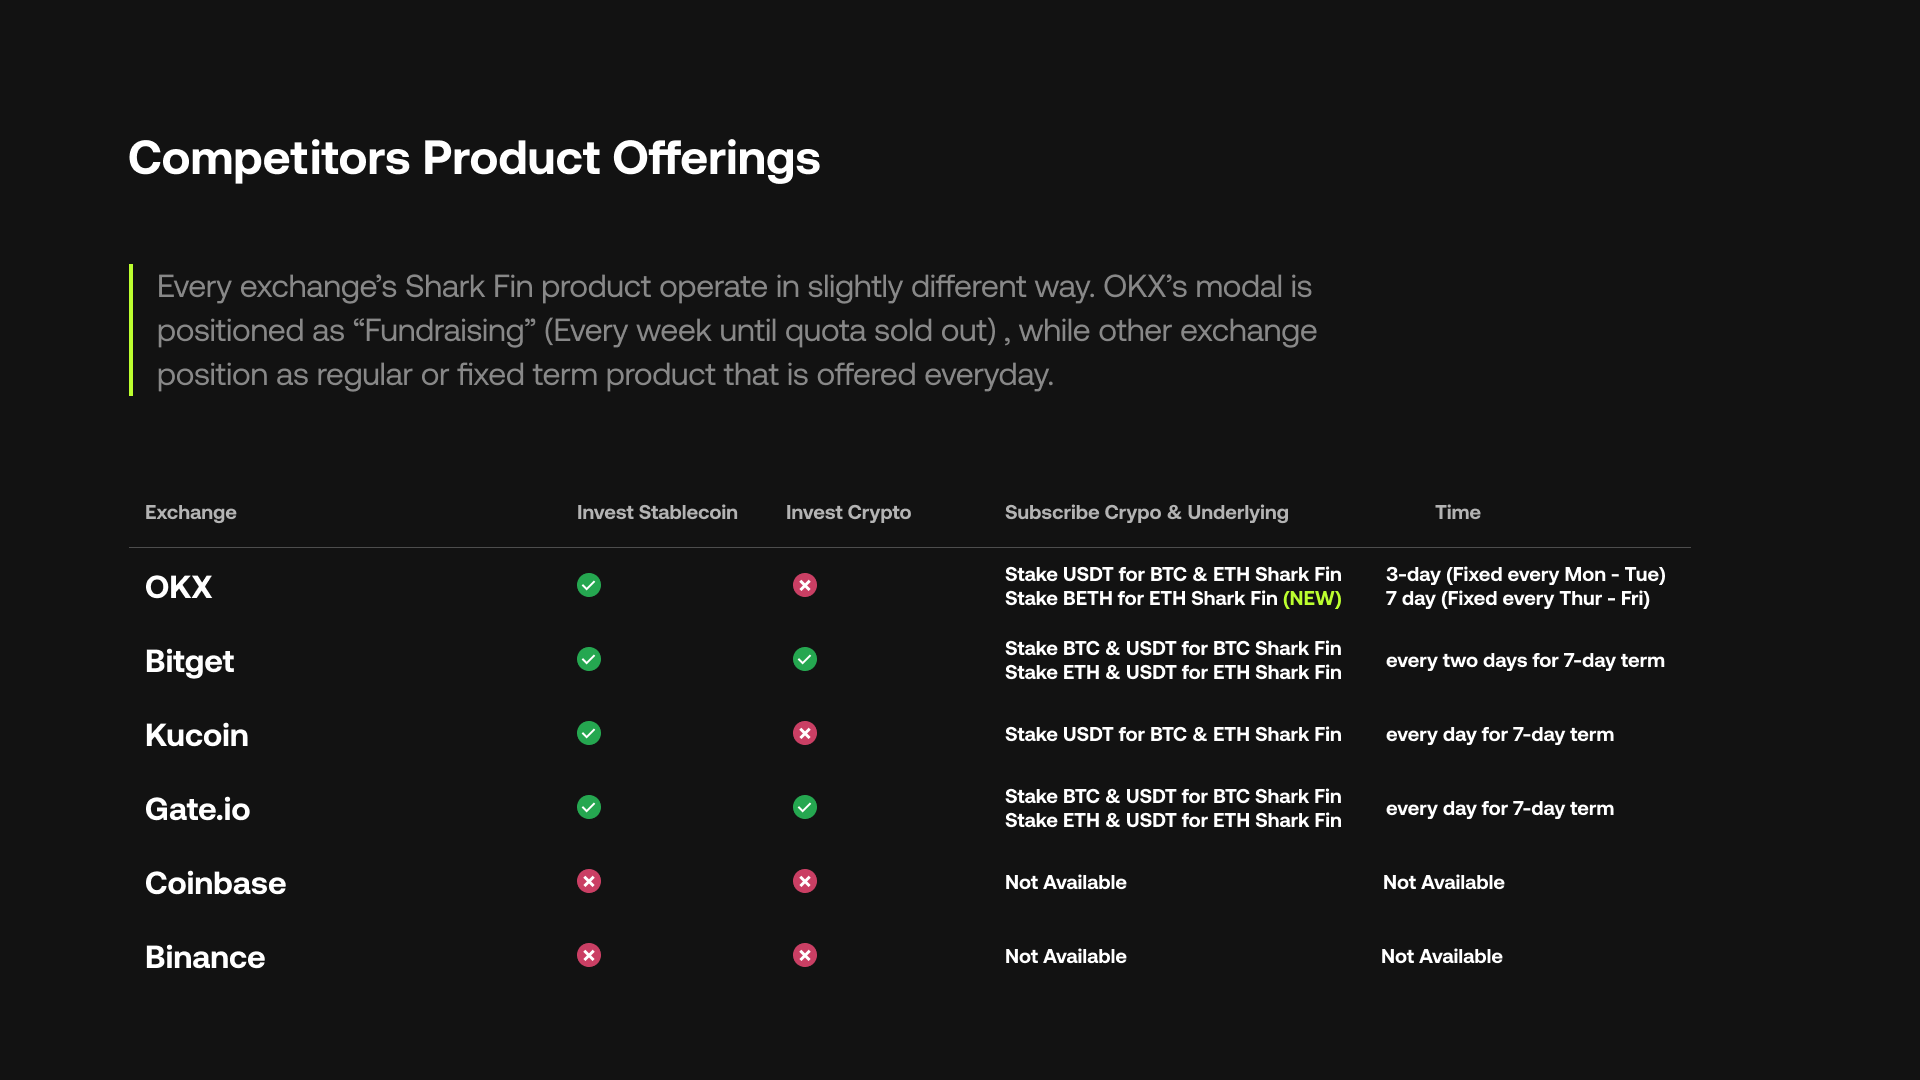 Competitors Product Offerings
Every exchange’s Shark Fin product operate in slightly different way. OKX’s modal is
positioned as “Fundraising” (Every week until quota sold out) , while other exchange
position as regular or fixed term product that is offered everyday.
Exchange Invest Stablecoin Invest Crypto Subscribe Crypo & Underlying Time
OKX
Stake USDT for BTC & ETH Shark Fin
Stake BETH for ETH Shark Fin (NEW)
3-day (Fixed every Mon - Tue)
7 day (Fixed every Thur - Fri)
Bitget
Stake BTC & USDT for BTC Shark Fin
Stake ETH & USDT for ETH Shark Fin
every two days for 7-day term
Kucoin
Stake USDT for BTC & ETH Shark Fin
every day for 7-day term
Gate.io
Stake BTC & USDT for BTC Shark Fin
Stake ETH & USDT for ETH Shark Fin
every day for 7-day term
Coinbase
Not Available
Not Available
Binance
Not Available
Not Available